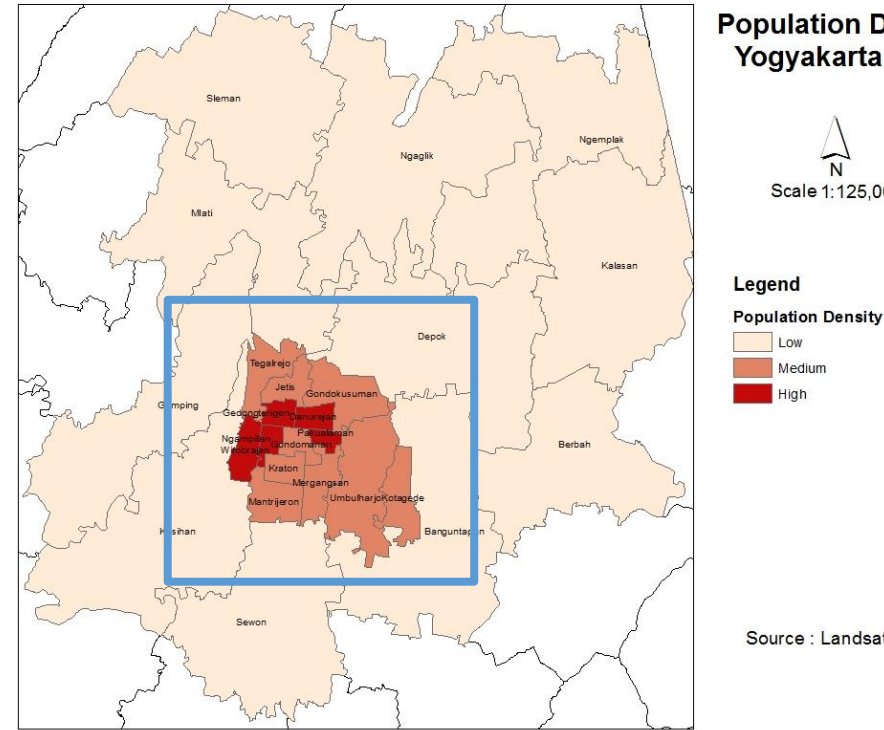 Population D
Yogyakarta
N
Scale 1:125,00
Legend
Population Density
Low
Medium
High
Source : Landsat
Sleman
Ngaglik
Ngemplak
Mlati
Kalasan
Depok
Tegalrejo
Jetis
Gondokusuman
Gamping
Gedongtengen
Danurejan
Pakualaman
Ngampilan
Gondomanan
Wirobrajan
Berbah
Kraton
Mergangsan
Mantrijeron
Umbulharjo
Kotagede
Kasihan
Banguntapan
Sewon